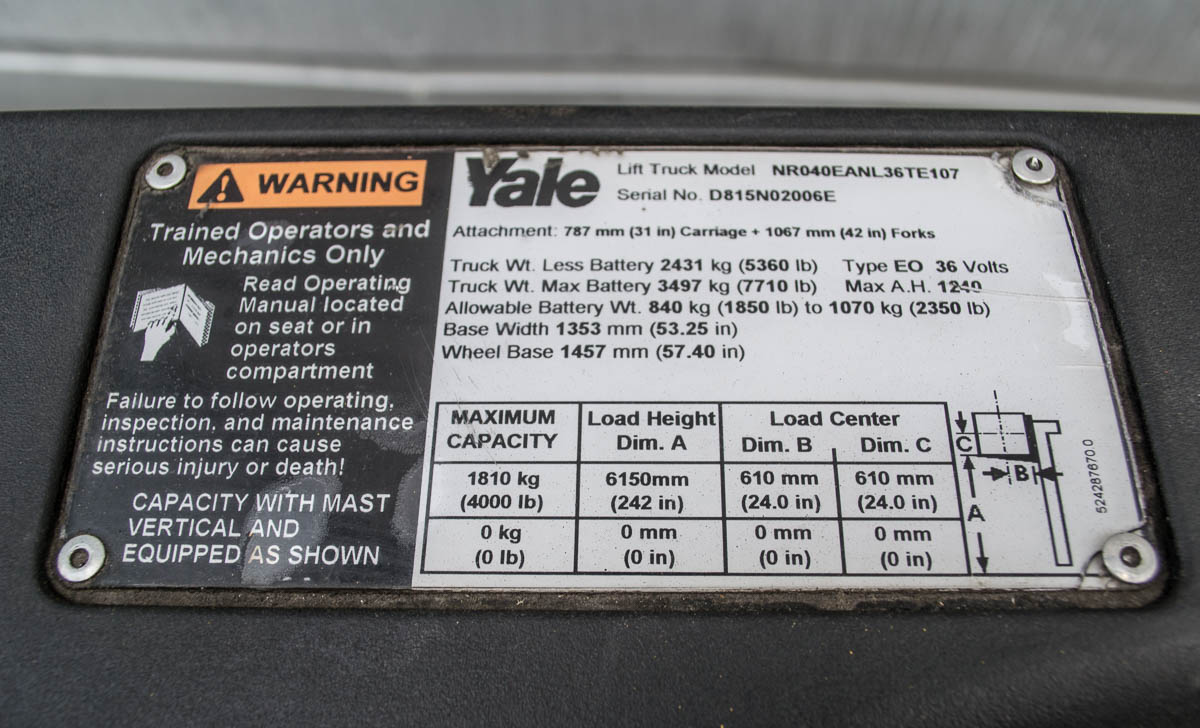 WARNING
Trained Operators and
Mechanics Only
Read Operating
Manual located
on seat or in
operators
compartment
Failure to follow operating,
inspection, and maintenance
instructions can cause
serious injury or death!
CAPACITY WITH MAST
VERTICAL AND
EQUIPPED AS SHOWN
Yale
Lift Truck Model NR040EANL36TE107
Serial No. D815N02006E
Attachment: 787 mm (31 in) Carriage + 1067 mm (42 in) Forks
Truck Wt. Less Battery 2431 kg (5360 lb) Type EO 36 Volts
Truck Wt. Max Battery 3497 kg (7710 lb) Max A.H. 1240
Allowable Battery Wt. 840 kg (1850 lb) to 1070 kg (2350 lb)
Base Width 1353 mm (53.25 in)
Wheel Base 1457 mm (57.40 in)
MAXIMUM Load Height Load Center
CAPACITY Dim. A Dim. B Dim. C
1810 kg 6150mm 610 mm 610 mm
(4000 lb) (242 in) (24.0 in) (24.0 in)
0 kg 0 mm 0 mm 0 mm
(0 lb) (0 in) (0 in) (0 in)
C
B
A
524287670 0